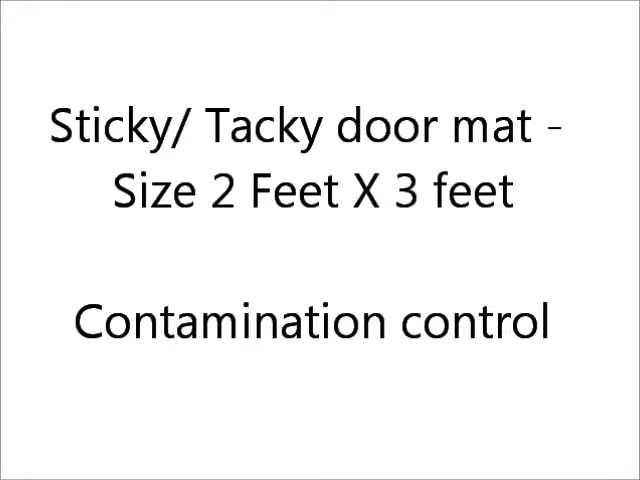 Sticky/ Tacky door mat -
Size 2 Feet X 3 feet
Contamination control